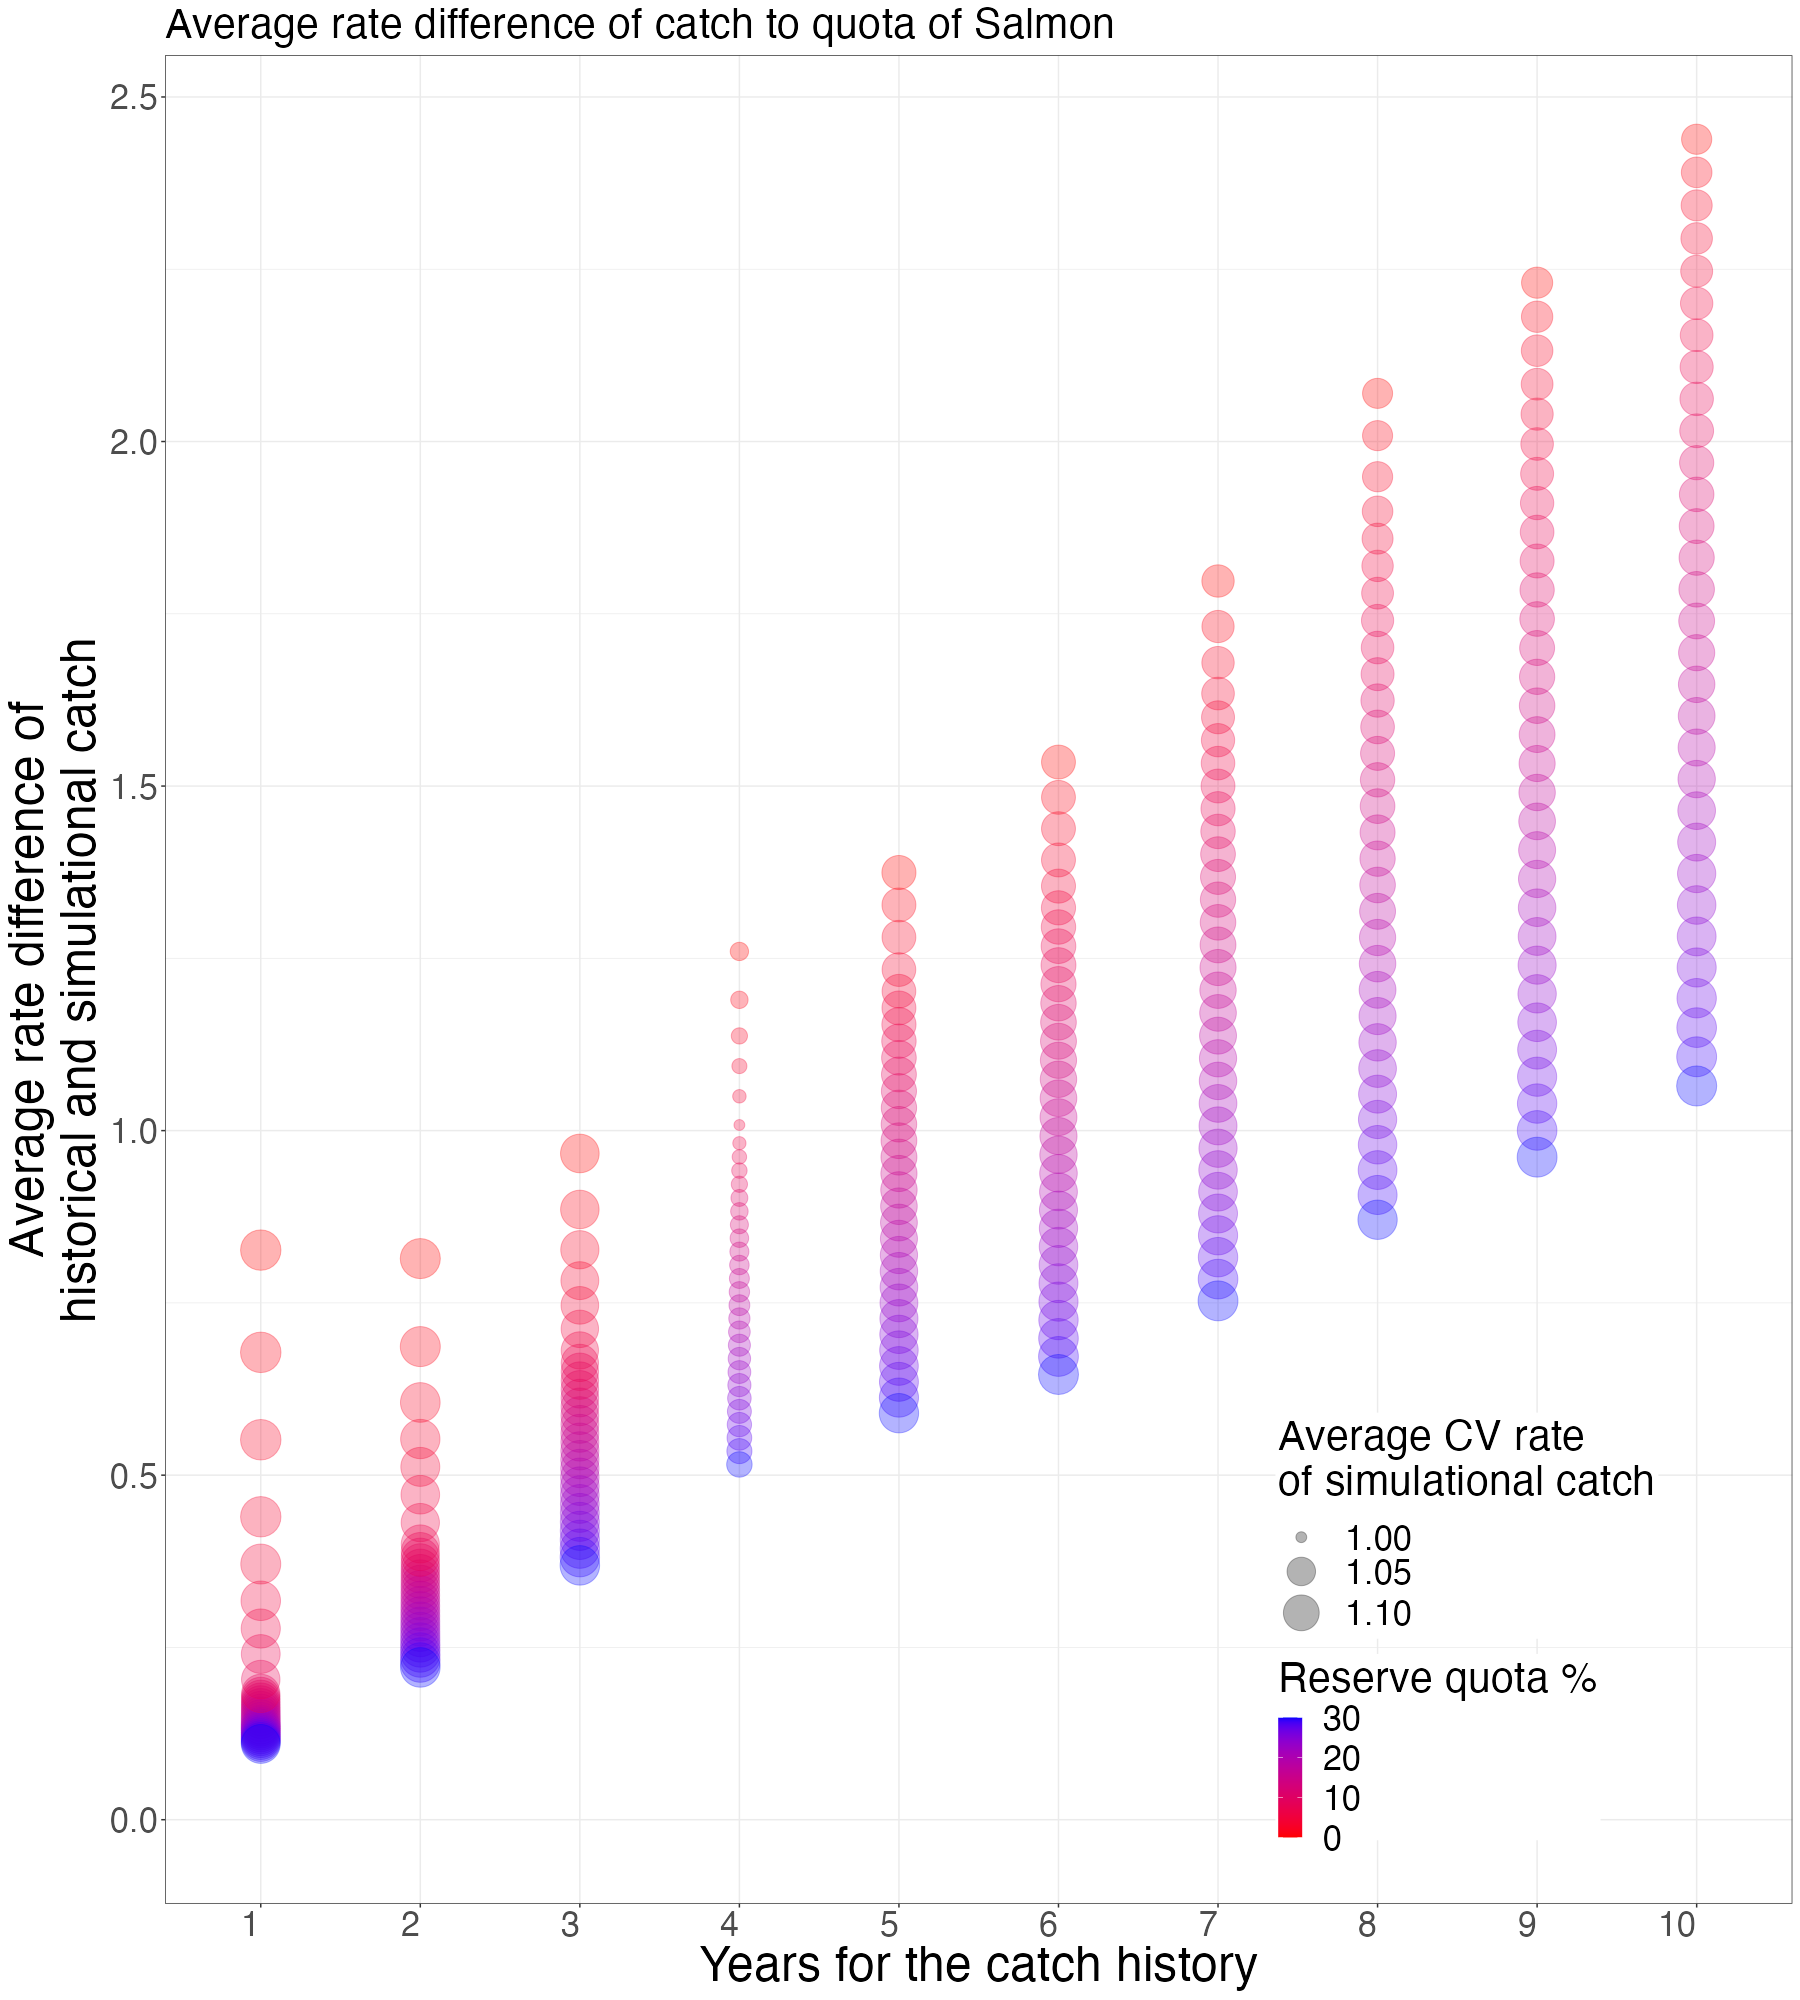 Average rate difference of catch to quota of Salmon
Average rate difference of
historical and simulational catch
2.5
2.0
1.5
1.0
0.5
0.0
Average CV rate
of simulational catch
1.00
1.05
1.10
Reserve quota %
30
20
10
0
1 2 3 4 5 6 7 8 9 10
Years for the catch history